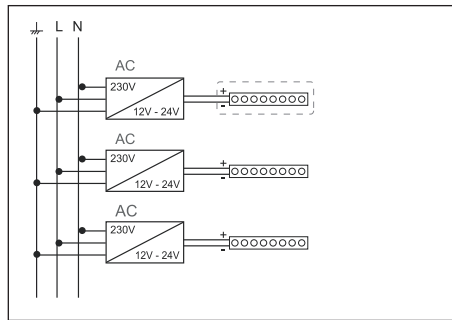 L N
AC
230V
12V - 24V
+
-
AC
230V
12V - 24V
+
-
AC
230V
12V - 24V
+
-